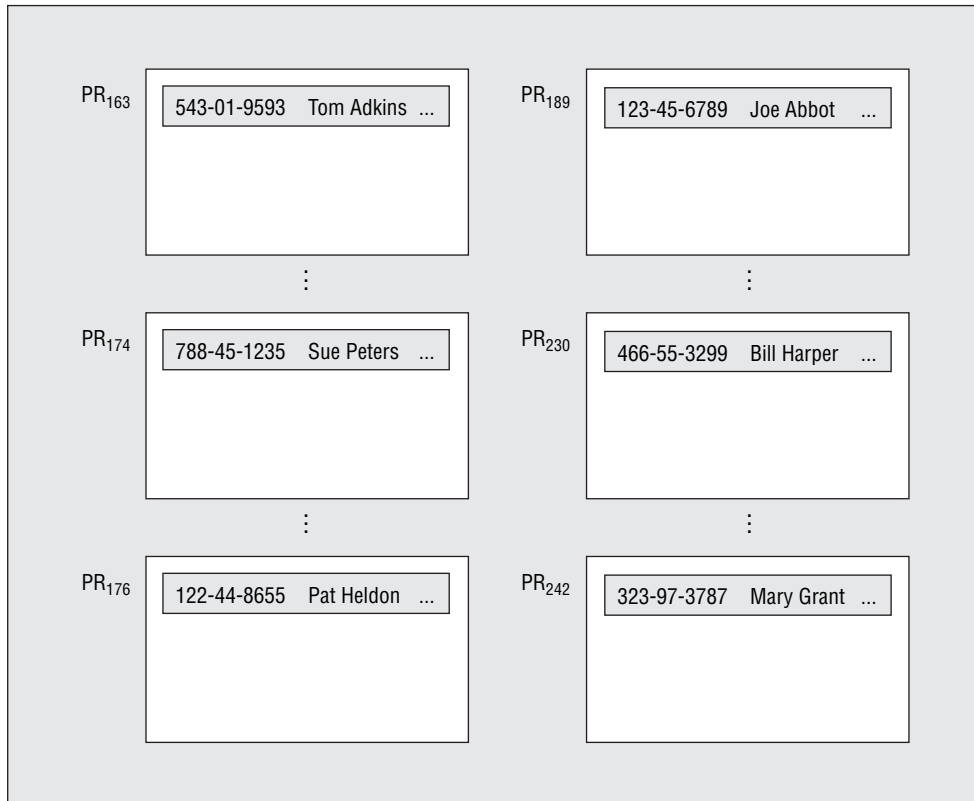 PR163
543-01-9593 Tom Adkins ...
PR189
123-45-6789 Joe Abbot ...
PR174
788-45-1235 Sue Peters ...
PR230
466-55-3299 Bill Harper ...
PR176
122-44-8655 Pat Heldon ...
PR242
323-97-3787 Mary Grant ...